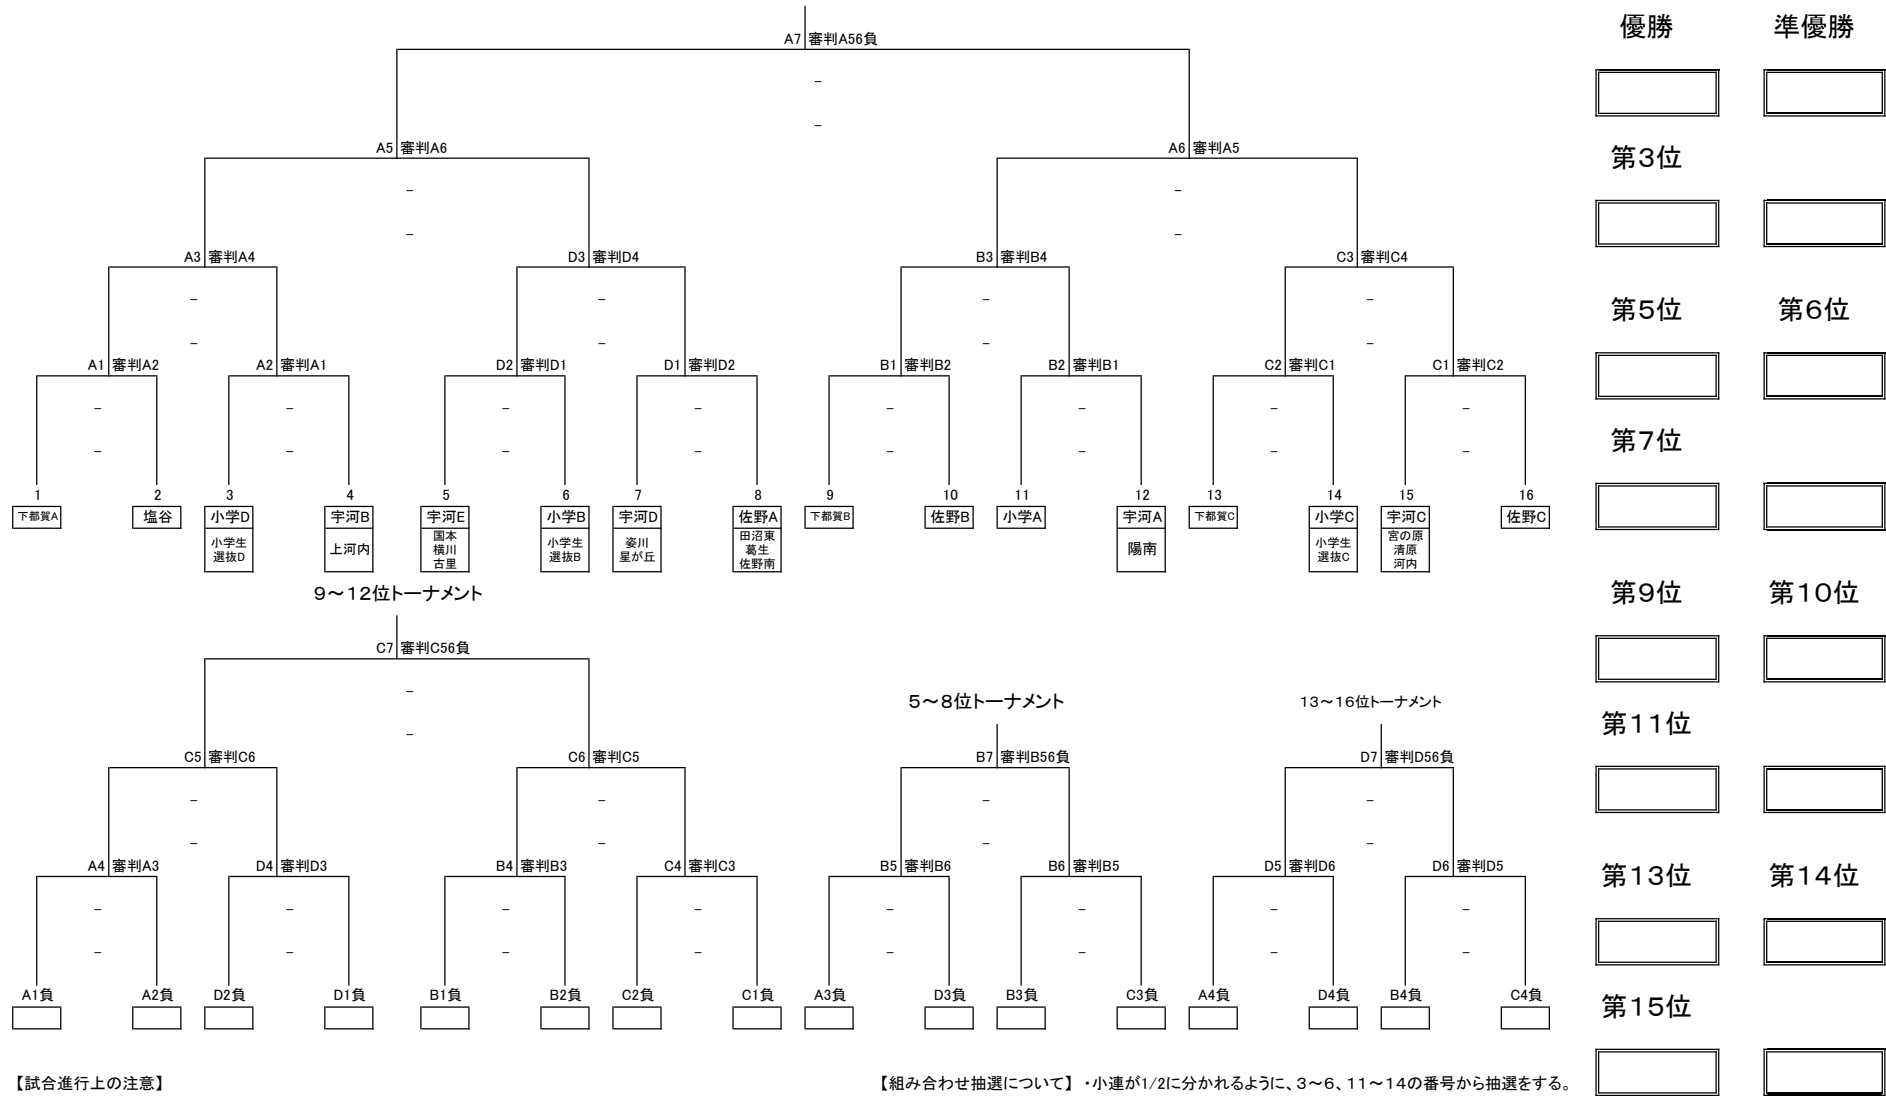 優勝 準優勝
A7 審判A56負
－
－
A5 審判A6 A6 審判A5
第3位
－ －
－ －
A3 審判A4 D3 審判D4 B3 審判B4 C3 審判C4
－ － － －
第5位 第6位
－ － － －
A1 審判A2 A2 審判A1 D2 審判D1 D1 審判D2 B1 審判B2 B2 審判B1 C2 審判C1 C1 審判C2
－ － － － － － － －
第7位
－ － － － － － － －
1 2 3 4 5 6 7 8 9 10 11 12 13 14 15 16
下都賀A 塩谷 小学D 宇河B 宇河E 小学B 宇河D 佐野A 下都賀B 佐野B 小学A 宇河A 下都賀C 小学C 宇河C 佐野C
小学生
選抜D
上河内
国本
横川
古里
小学生
選抜B
姿川
星が丘
田沼東
葛生
佐野南
陽南
小学生
選抜C
宮の原
清原
河内
9～12位トーナメント
第9位 第10位
C7 審判C56負
－
5～8位トーナメント 13～16位トーナメント
第11位
－
C5 審判C6 C6 審判C5 B7 審判B56負 D7 審判D56負
－ － － －
－ － － －
A4 審判A3 D4 審判D3 B4 審判B3 C4 審判C3 B5 審判B6 B6 審判B5 D5 審判D6 D6 審判D5
第13位 第14位
－ － － － － － － －
－ － － － － － － －
A1負 A2負 D2負 D1負 B1負 B2負 C2負 C1負 A3負 D3負 B3負 C3負 A4負 D4負 B4負 C4負
第15位
【試合進行上の注意】 【組み合わせ抽選について】 ・小連が1/2に分かれるように、3～6、11～14の番号から抽選をする。